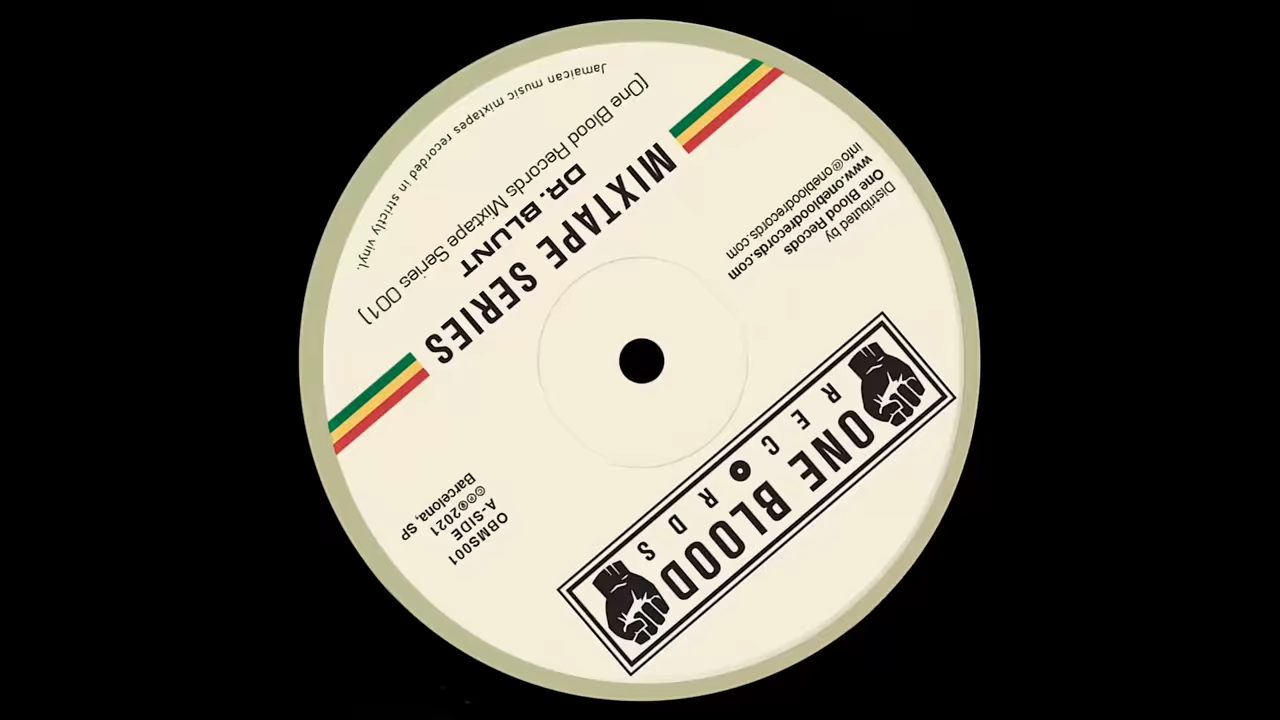 ONE BLOOD
RECORDS
OBMS001
A-SIDE
©℗®2021
Barcelona, SP
Distributed by
One Blood Recods
www.onebloodrecords.com
info@onebloodrecords.com
MIXTAPE SERIES
DR. BLUNT
(One Blood Records Mixtape Series 001)
Jamaican music mixtapes recorded in strictly vinyl.